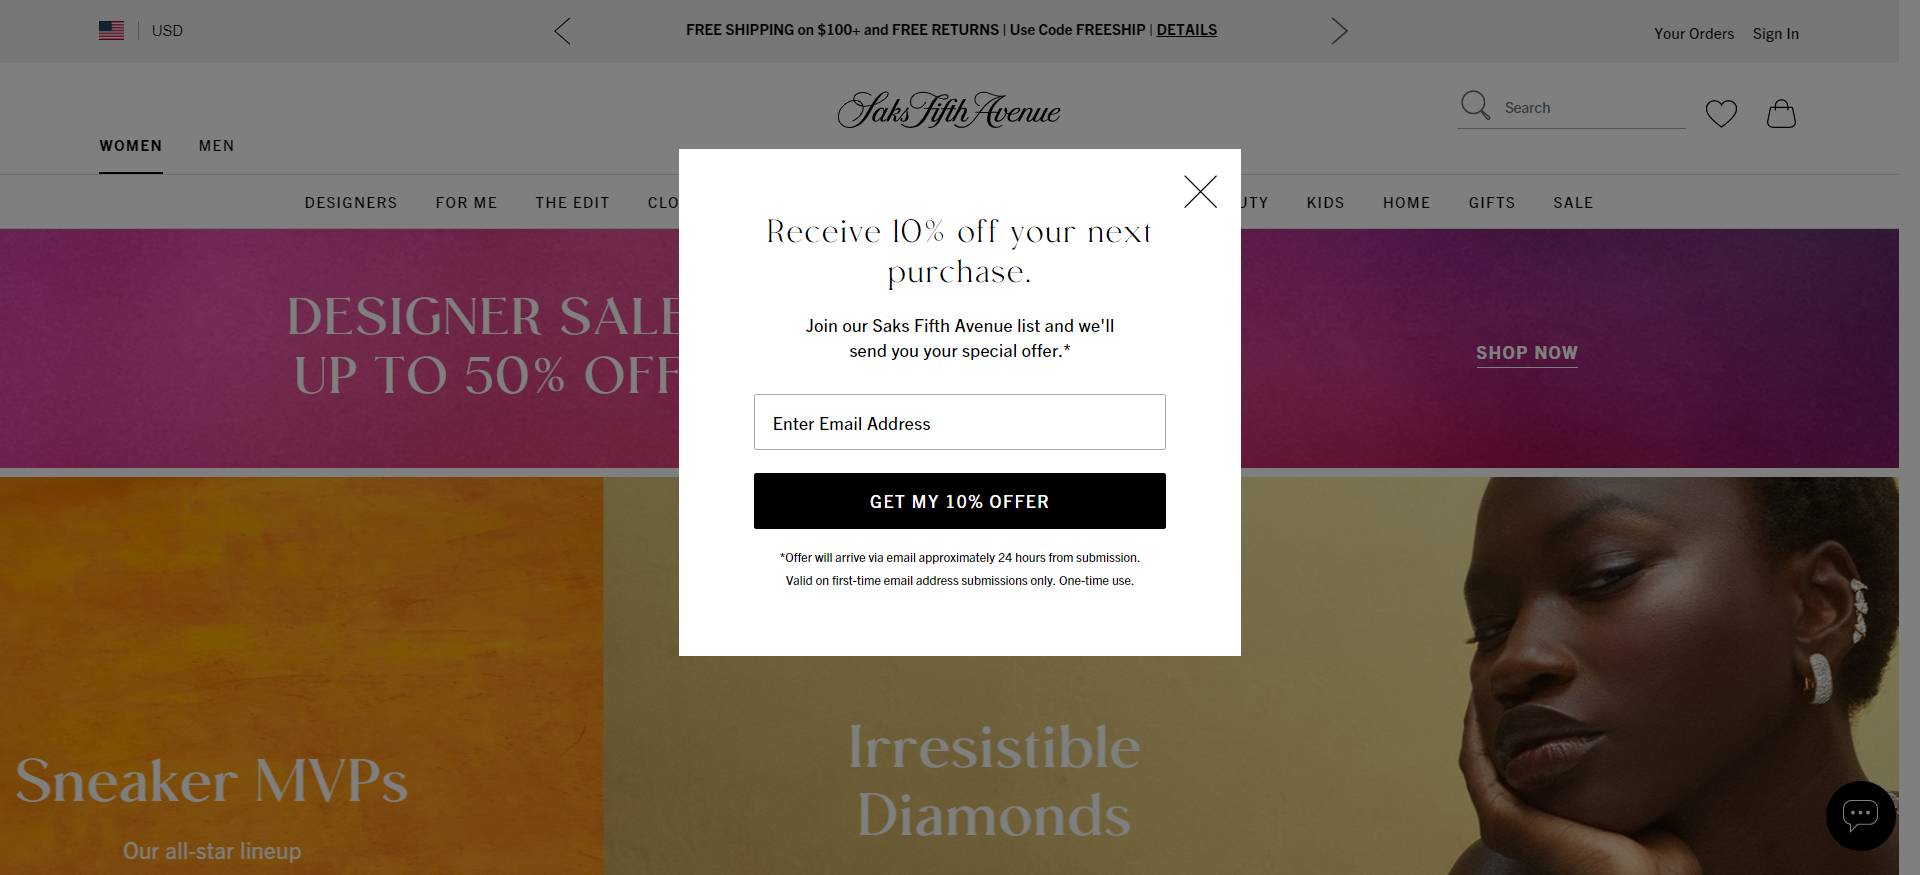 USD
FREE SHIPPING on $100+ and FREE RETURNS | Use Code FREESHIP | DETAILS
Your Orders
Sign In
Saks Fifth Avenue
Search
WOMEN
MEN
DESIGNERS
FOR ME
THE EDIT
CLO
UTY
KIDS
HOME
GIFTS
SALE
Receive 10% off your next
purchase.
Join our Saks Fifth Avenue list and we'll
send you your special offer.*
Enter Email Address
GET MY 10% OFFER
*Offer will arrive via email approximately 24 hours from submission.
Valid on first-time email address submissions only. One-time use.
DESIGNER SALE
UP TO 50% OFF
SHOP NOW
Sneaker MVPs
Our all-star lineup
Irresistible
Diamonds